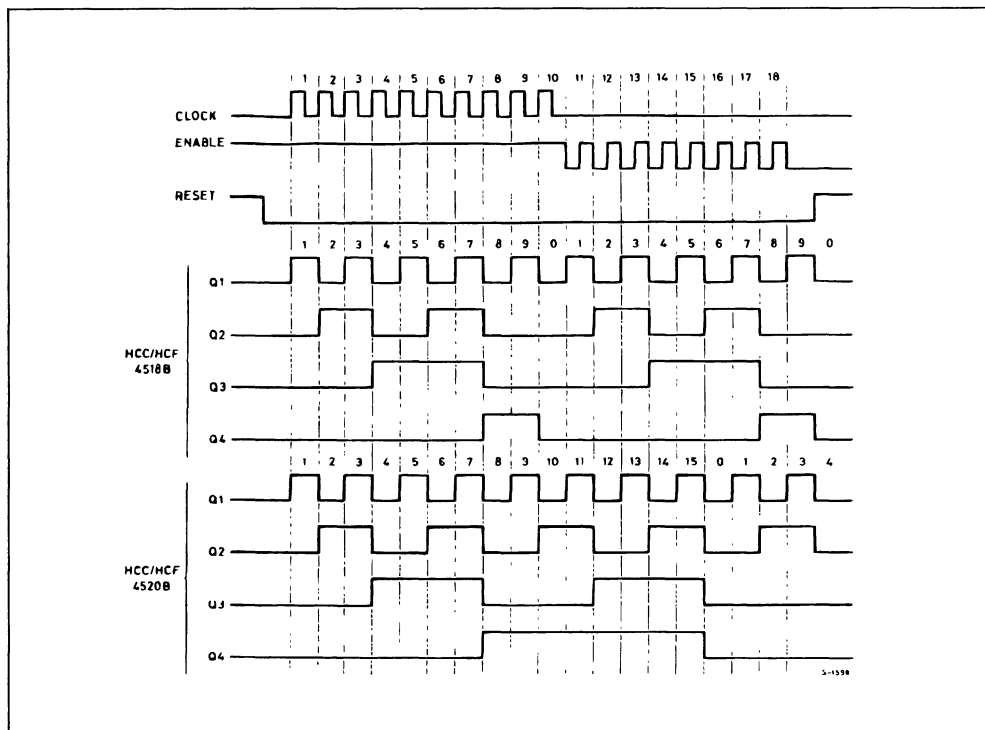 1 2 3 4 5 6 7 8 9 10 11 12 13 14 15 16 17 18
CLOCK
ENABLE
RESET
1 2 3 4 5 6 7 8 9 0 1 2 3 4 5 6 7 8 9 0
Q1
Q2
HCC/HCF
4518B
Q3
Q4
1 2 3 4 5 6 7 8 9 10 11 12 13 14 15 0 1 2 3 4
Q1
Q2
HCC/HCF
4520B
Q3
Q4
S-1598